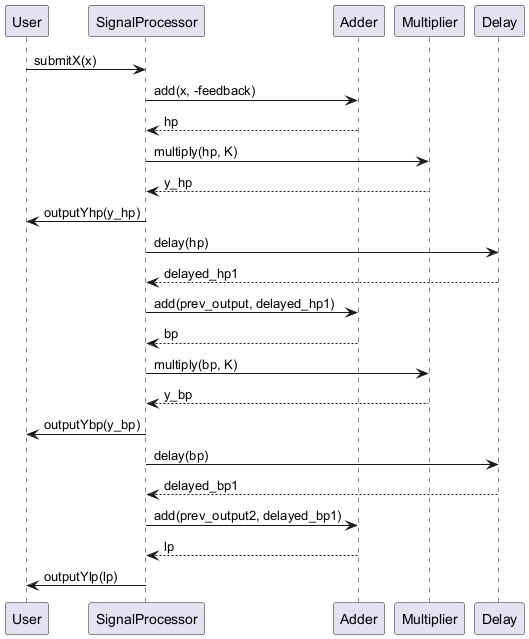 User SignalProcessor Adder Multiplier Delay
submitX(x)
add(x, -feedback)
hp
multiply(hp, K)
y_hp
outputYhp(y_hp)
delay(hp)
delayed_hp1
add(prev_output, delayed_hp1)
bp
multiply(bp, K)
y_bp
outputYbp(y_bp)
delay(bp)
delayed_bp1
add(prev_output2, delayed_bp1)
lp
outputYlp(lp)
User SignalProcessor Adder Multiplier Delay